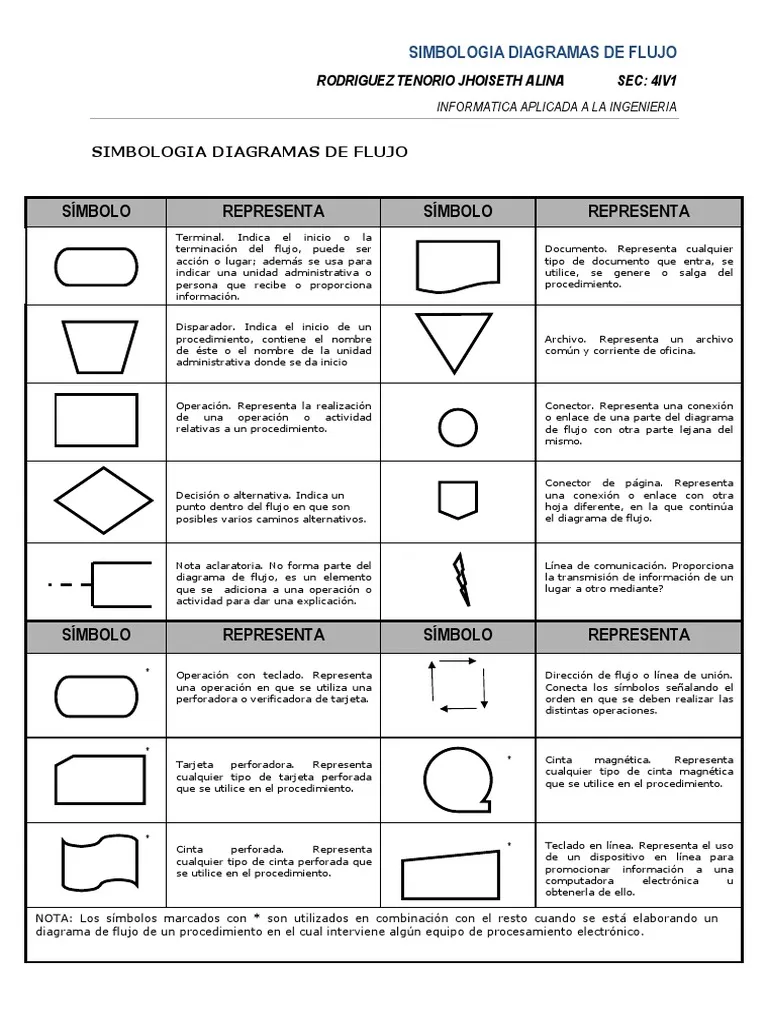 SIMBOLOGIA DIAGRAMAS DE FLUJO
RODRIGUEZ TENORIO JHOISETH ALINA SEC: 4IV1
INFORMATICA APLICADA A LA INGENIERIA
SIMBOLOGIA DIAGRAMAS DE FLUJO
SÍMBOLO REPRESENTA SÍMBOLO REPRESENTA
Terminal. Indica el inicio o la
terminación del flujo, puede ser
acción o lugar; además se usa para
indicar una unidad administrativa o
persona que recibe o proporciona
información.
Documento. Representa cualquier
tipo de documento que entra, se
utilice, se genere o salga del
procedimiento.
Disparador. Indica el inicio de un
procedimiento, contiene el nombre
de éste o el nombre de la unidad
administrativa donde se da inicio
Archivo. Representa un archivo
común y corriente de oficina.
Operación. Representa la realización
de una operación o actividad
relativas a un procedimiento.
Conector. Representa una conexión
o enlace de una parte del diagrama
de flujo con otra parte lejana del
mismo.
Decisión o alternativa. Indica un
punto dentro del flujo en que son
posibles varios caminos alternativos.
Conector de página. Representa
una conexión o enlace con otra
hoja diferente, en la que continúa
el diagrama de flujo.
Nota aclaratoria. No forma parte del
diagrama de flujo, es un elemento
que se adiciona a una operación o
actividad para dar una explicación.
Línea de comunicación. Proporciona
la transmisión de información de un
lugar a otro mediante?
SÍMBOLO REPRESENTA SÍMBOLO REPRESENTA
*
Operación con teclado. Representa
una operación en que se utiliza una
perforadora o verificadora de tarjeta.
Dirección de flujo o línea de unión.
Conecta los símbolos señalando el
orden en que se deben realizar las
distintas operaciones.
*
Tarjeta perforadora. Representa
cualquier tipo de tarjeta perforada
que se utilice en el procedimiento.
*
Cinta magnética. Representa
cualquier tipo de cinta magnética
que se utilice en el procedimiento.
*
Cinta perforada. Representa
cualquier tipo de cinta perforada que
se utilice en el procedimiento.
*
Teclado en línea. Representa el uso
de un dispositivo en línea para
promocionar información a una
computadora electrónica u
obtenerla de ello.
NOTA: Los símbolos marcados con * son utilizados en combinación con el resto cuando se está elaborando un
diagrama de flujo de un procedimiento en el cual interviene algún equipo de procesamiento electrónico.